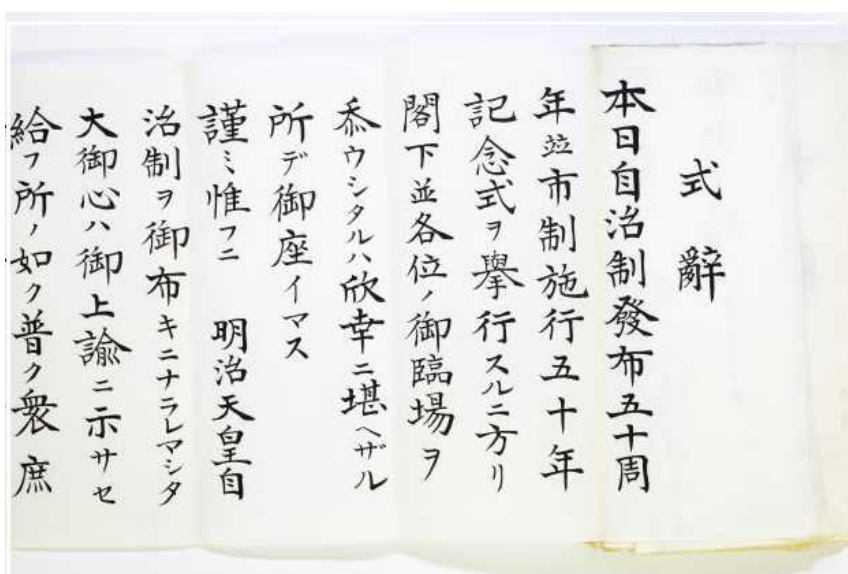 式辭
本日自治制發布五十周
年竝市制施行五十年
記念式ヲ擧行スルニ方リ
閣下並各位ノ御臨場ヲ
忝ウシタルハ欣幸ニ堪ヘザル
所デ御座イマス
謹ミ惟フニ 明治天皇自
治制ヲ御布キニナラレマシタ
大御心ハ御上諭ニ示サセ
給フ所ノ如ク普ク衆庶